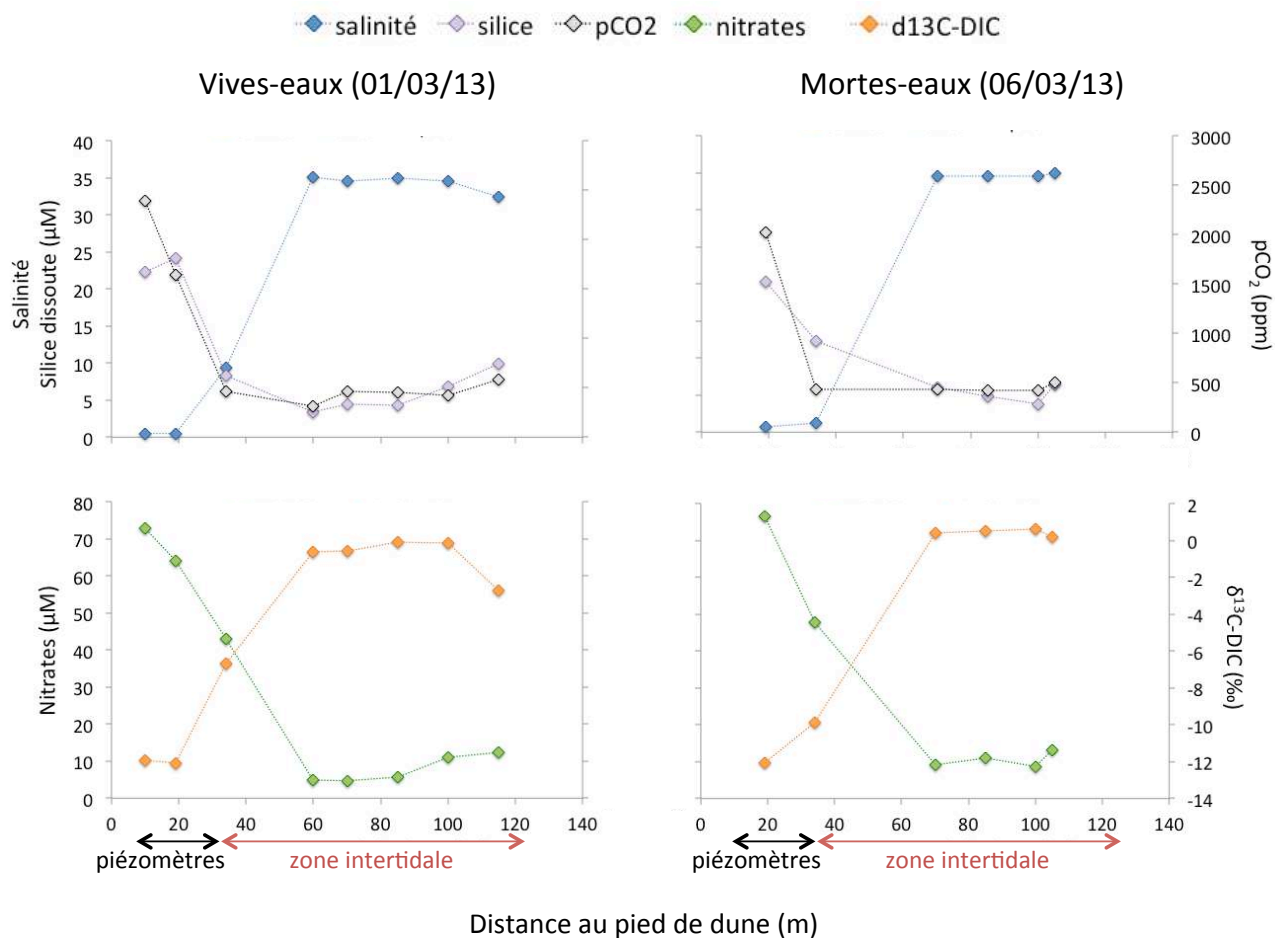 salinité silice pCO2 nitrates d13C-DIC
Vives-eaux (01/03/13) Mortes-eaux (06/03/13)
Salinité
Silice dissoute (µM)
40
35
30
25
20
15
10
5
0
3000
2500
2000
1500
1000
500
0
pCO₂ (ppm)
Nitrates (µM)
80
70
60
50
40
30
20
10
0
2
0
-2
-4
-6
-8
-10
-12
-14
δ¹³C-DIC (‰)
0 20 40 60 80 100 120 140
0 20 40 60 80 100 120 140
piézomètres zone intertidale
piézomètres zone intertidale
Distance au pied de dune (m)